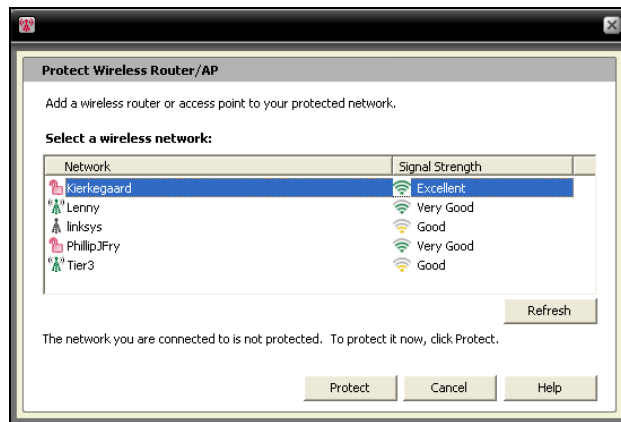 Protect Wireless Router/AP
Add a wireless router or access point to your protected network.
Select a wireless network:
Network Signal Strength
Kierkegaard Excellent
Lenny Very Good
linksys Good
PhillipJFry Very Good
Tier3 Good
Refresh
The network you are connected to is not protected. To protect it now, click Protect.
Protect Cancel Help